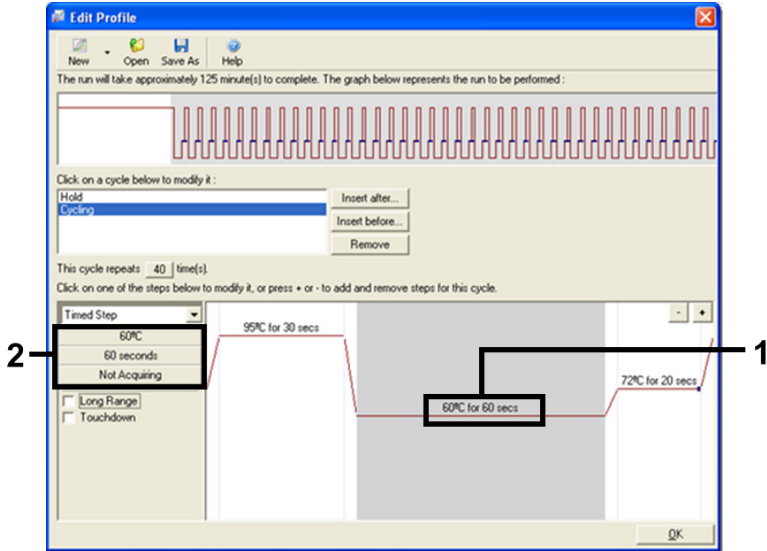 Edit Profile
New Open Save As Help
The run will take approximately 125 minute(s) to complete. The graph below represents the run to be performed :
Click on a cycle below to modify it :
Hold
Cycling
Insert after...
Insert before...
Remove
This cycle repeats 40 time(s).
Click on one of the steps below to modify it, or press + or - to add and remove steps for this cycle.
Timed Step
- +
60ºC
60 seconds
Not Acquiring
Long Range
Touchdown
95ºC for 30 secs
60ºC for 60 secs
72ºC for 20 secs
2
1
OK